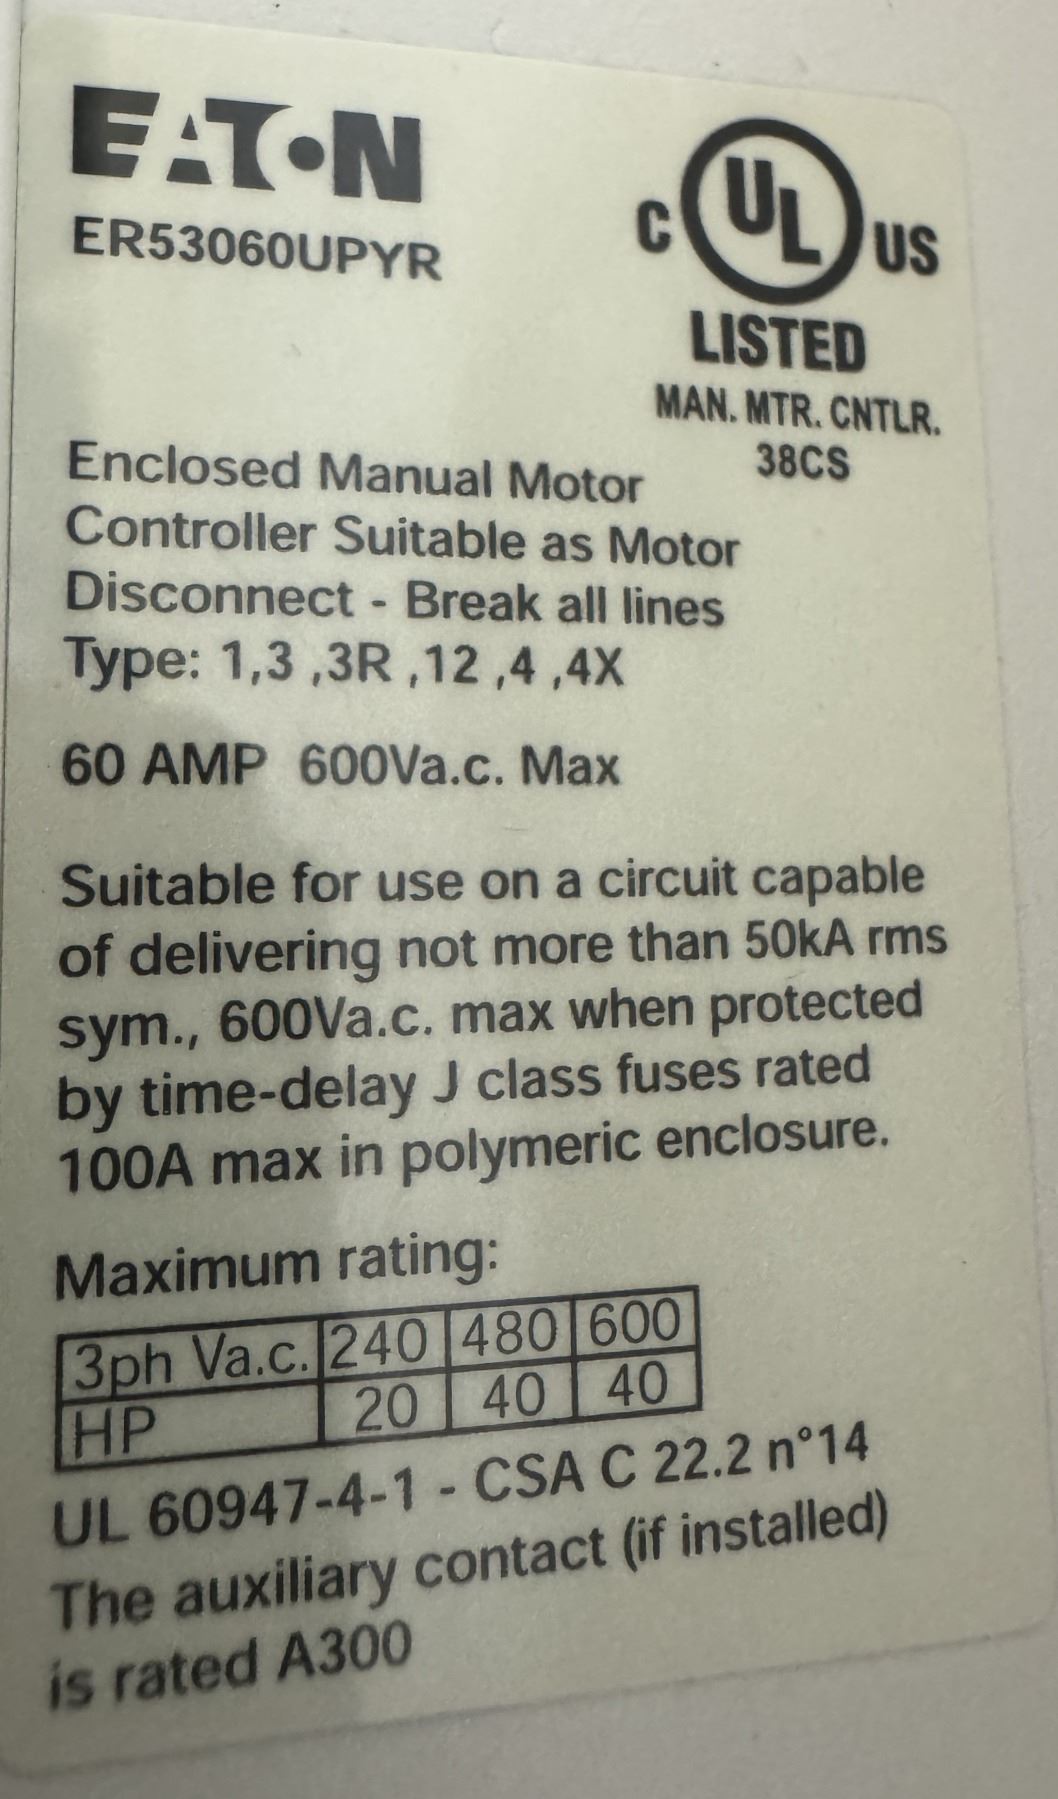 EATON
ER53060UPYR
C UL US
LISTED
MAN. MTR. CNTLR.
38CS
Enclosed Manual Motor
Controller Suitable as Motor
Disconnect - Break all lines
Type: 1,3 ,3R ,12 ,4 ,4X
60 AMP 600Va.c. Max
Suitable for use on a circuit capable
of delivering not more than 50kA rms
sym., 600Va.c. max when protected
by time-delay J class fuses rated
100A max in polymeric enclosure.
Maximum rating:
3ph Va.c. 240 480 600
HP 20 40 40
UL 60947-4-1 - CSA C 22.2 n°14
The auxiliary contact (if installed)
is rated A300